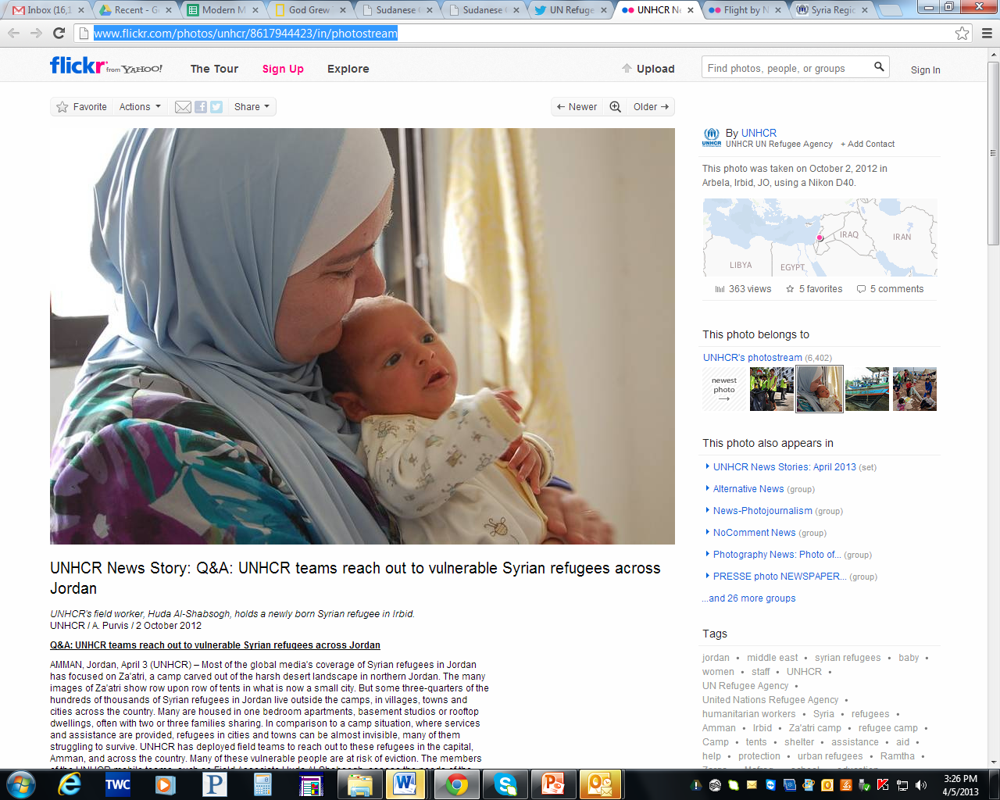 Inbox (16,1
Recent - G
Modern M
God Grew
Sudanese
Sudanese
UN Refuge
UNHCR Ne
Flight by N
Syria Regio
www.flickr.com/photos/unhcr/8617944423/in/photostream
flickr from YAHOO!
The Tour
Sign Up
Explore
Upload
Find photos, people, or groups
Sign In
Favorite
Actions
Share
← Newer
Older →
By UNHCR
UNHCR UN Refugee Agency + Add Contact
This photo was taken on October 2, 2012 in
Arbela, Irbid, JO, using a Nikon D40.
IRAQ
IRAN
LIBYA
EGYPT
363 views
5 favorites
5 comments
This photo belongs to
UNHCR's photostream (6,402)
newest
photo
→
This photo also appears in
UNHCR News Stories: April 2013 (set)
Alternative News (group)
News-Photojournalism (group)
NoComment News (group)
Photography News: Photo of... (group)
PRESSE photo NEWSPAPER... (group)
...and 26 more groups
Tags
jordan • middle east • syrian refugees • baby •
women • staff • UNHCR •
UN Refugee Agency •
United Nations Refugee Agency •
humanitarian workers • Syria • refugees •
Amman • Irbid • Za'atri camp • refugee camp •
Camp • tents • shelter • assistance • aid •
help • protection • urban refugees • Ramtha •
UNHCR News Story: Q&A: UNHCR teams reach out to vulnerable Syrian refugees across
Jordan
UNHCR's field worker, Huda Al-Shabsogh, holds a newly born Syrian refugee in Irbid.
UNHCR / A. Purvis / 2 October 2012
Q&A: UNHCR teams reach out to vulnerable Syrian refugees across Jordan
AMMAN, Jordan, April 3 (UNHCR) – Most of the global media's coverage of Syrian refugees in Jordan
has focused on Za'atri, a camp carved out of the harsh desert landscape in northern Jordan. The many
images of Za'atri show row upon row of tents in what is now a small city. But some three-quarters of the
hundreds of thousands of Syrian refugees in Jordan live outside the camps, in villages, towns and
cities across the country. Many are housed in one bedroom apartments, basement studios or rooftop
dwellings, often with two or three families sharing. In comparison to a camp situation, where services
and assistance are provided, refugees in cities and towns can be almost invisible, many of them
struggling to survive. UNHCR has deployed field teams to reach out to these refugees in the capital,
Amman, and across the country. Many of these vulnerable people are at risk of eviction. The members
TWC
3:26 PM
4/5/2013